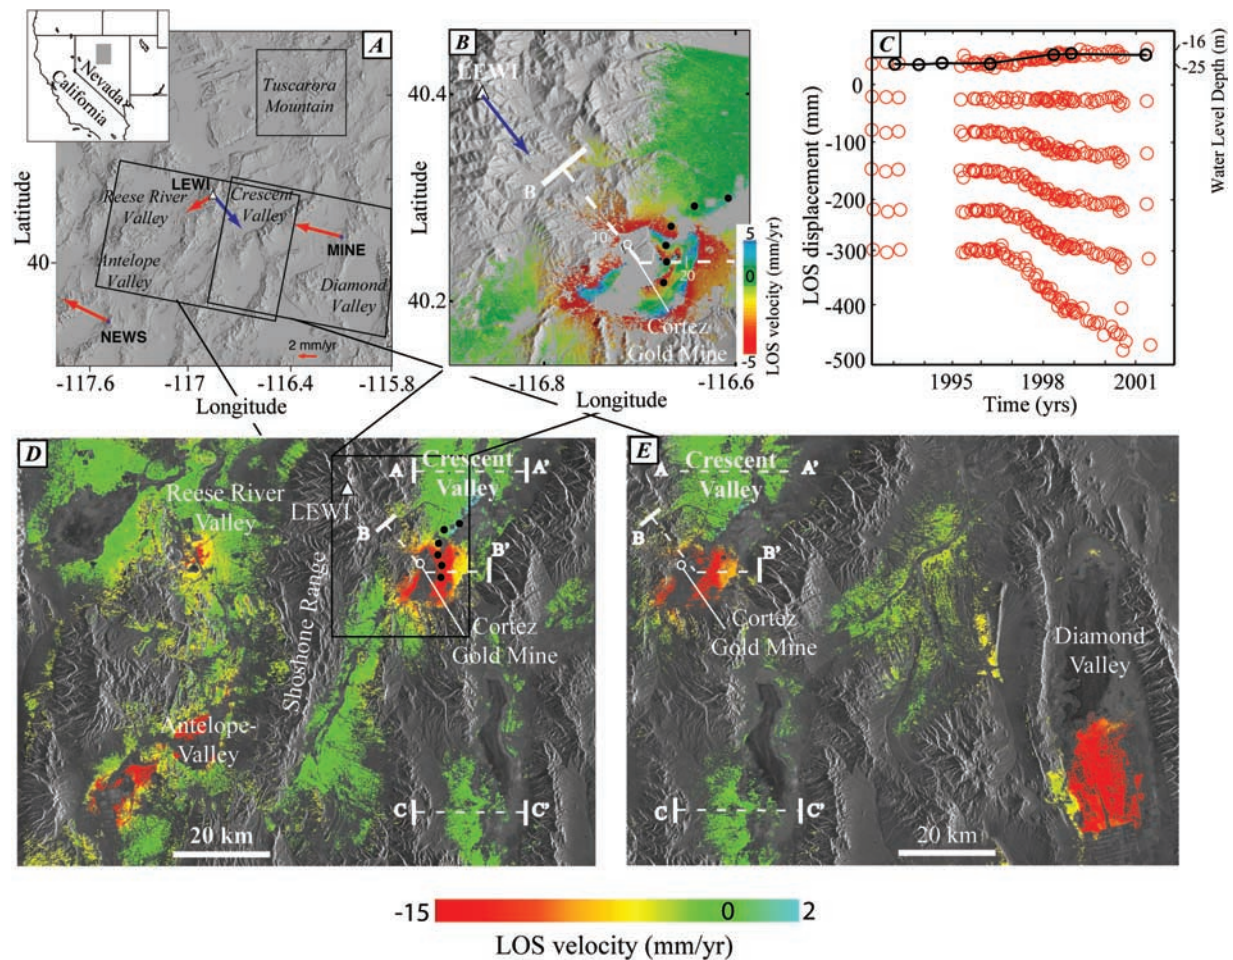 A
Nevada
California
Tuscarora
Mountain
LEWI
Reese River
Valley
Crescent
Valley
MINE
Antelope
Valley
Diamond
Valley
NEWS
2 mm/yr
Latitude
40
-117.6
-117
-116.4
-115.8
Longitude
B
LEWI
40.4
B
10
20
Latitude
40.2
Cortez
Gold Mine
5
0
-5
LOS velocity (mm/yr)
-116.8
-116.6
Longitude
C
0
-100
-200
-300
-400
-500
LOS displacement (mm)
-16
-25
Water Level Depth (m)
1995
1998
2001
Time (yrs)
D
Reese River
Valley
LEWI
A
Crescent
A'
Valley
B
B'
Shoshone Range
Cortez
Gold Mine
Antelope-
Valley
C
C'
20 km
E
A
Crescent
A'
Valley
B
B'
Cortez
Gold Mine
Diamond
Valley
C
C'
20 km
-15
0
2
LOS velocity (mm/yr)